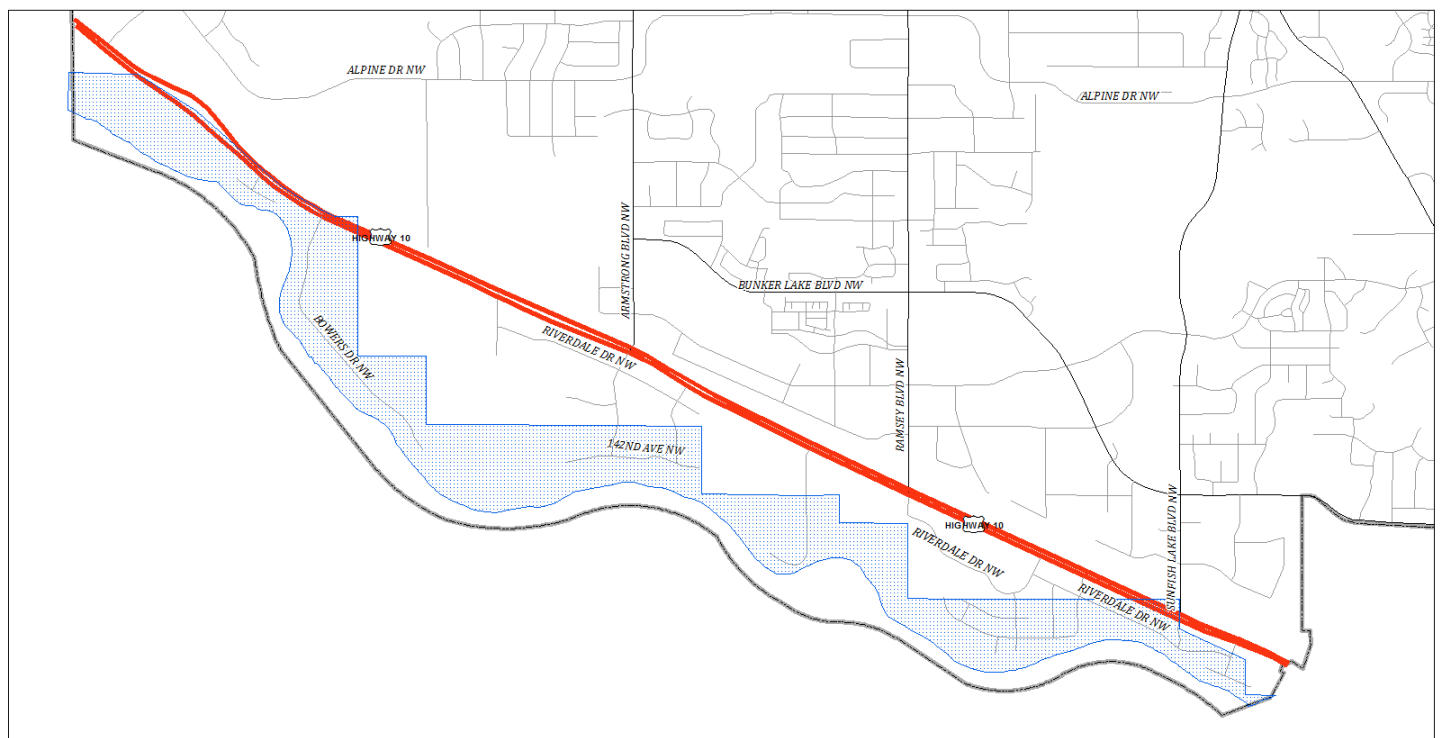 ALPINE DR NW
ALPINE DR NW
ARMSTRONG BLVD NW
HIGHWAY 10
BUNKER LAKE BLVD NW
BOWERS DR NW
RIVERDALE DR NW
RAMSEY BLVD NW
142ND AVE NW
HIGHWAY 10
RIVERDALE DR NW
SUNFISH LAKE BLVD NW
RIVERDALE DR NW